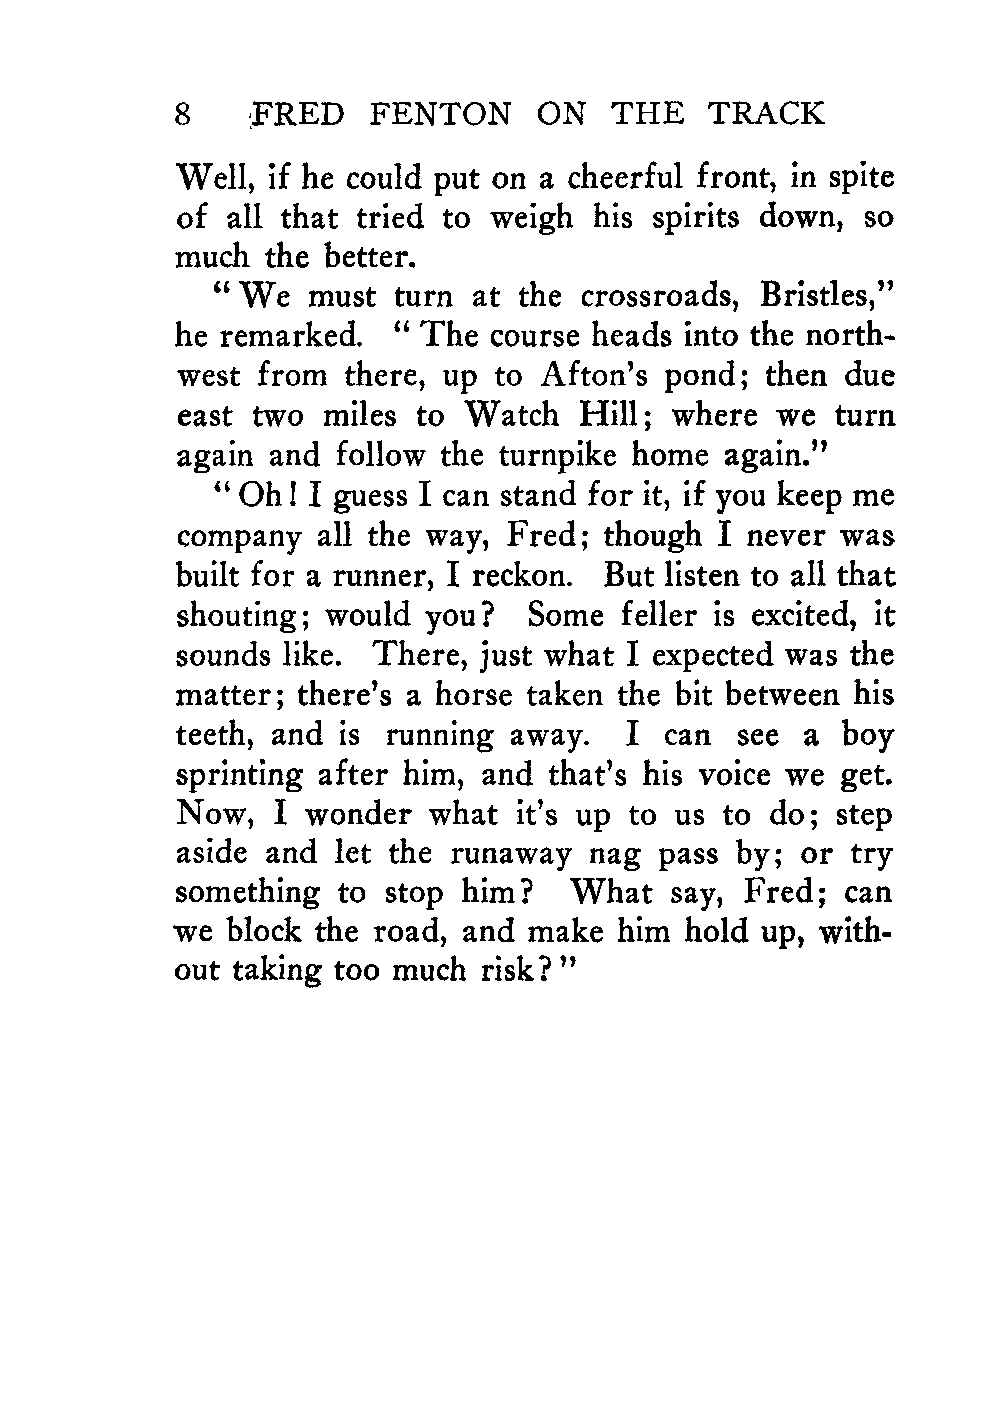 8 FRED FENTON ON THE TRACK
Well, if he could put on a cheerful front, in spite
of all that tried to weigh his spirits down, so
much the better.
“ We must turn at the crossroads, Bristles,”
he remarked. “ The course heads into the north-
west from there, up to Afton’s pond; then due
east two miles to Watch Hill; where we turn
again and follow the turnpike home again.”
“ Oh! I guess I can stand for it, if you keep me
company all the way, Fred; though I never was
built for a runner, I reckon. But listen to all that
shouting; would you? Some feller is excited, it
sounds like. There, just what I expected was the
matter; there’s a horse taken the bit between his
teeth, and is running away. I can see a boy
sprinting after him, and that’s his voice we get.
Now, I wonder what it’s up to us to do; step
aside and let the runaway nag pass by; or try
something to stop him? What say, Fred; can
we block the road, and make him hold up, with-
out taking too much risk? ”